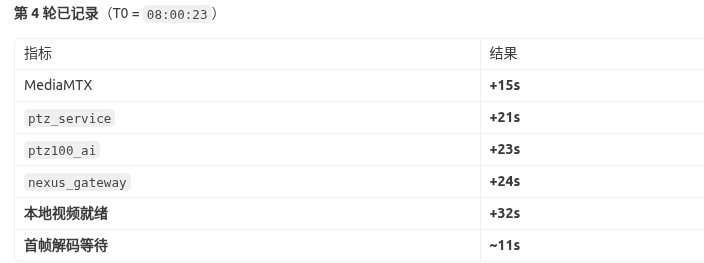 第 4 轮已记录（T0 = 08:00:23）
指标 结果
MediaMTX +15s
ptz_service +21s
ptz100_ai +23s
nexus_gateway +24s
本地视频就绪 +32s
首帧解码等待 ~11s